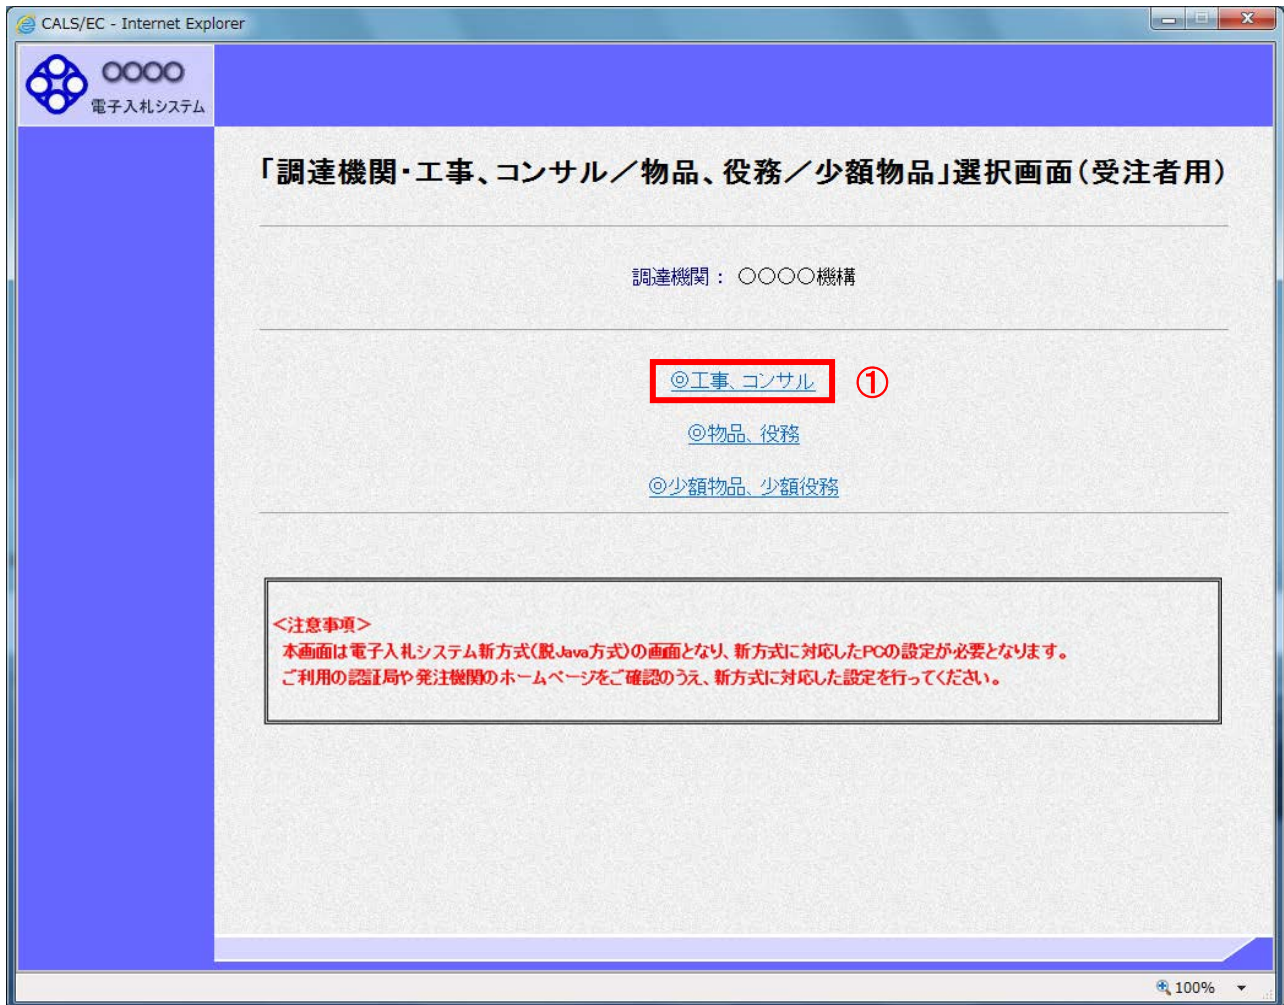 CALS/EC - Internet Explorer
○○○○
電子入札システム
「調達機関・工事、コンサル／物品、役務／少額物品」選択画面（受注者用）
調達機関： ○○○○機構
◎工事、コンサル ①
◎物品、役務
◎少額物品、少額役務
＜注意事項＞
本画面は電子入札システム新方式(脱Java方式)の画面となり、新方式に対応したPCの設定が必要となります。
ご利用の認証局や発注機関のホームページをご確認のうえ、新方式に対応した設定を行ってください。
100%